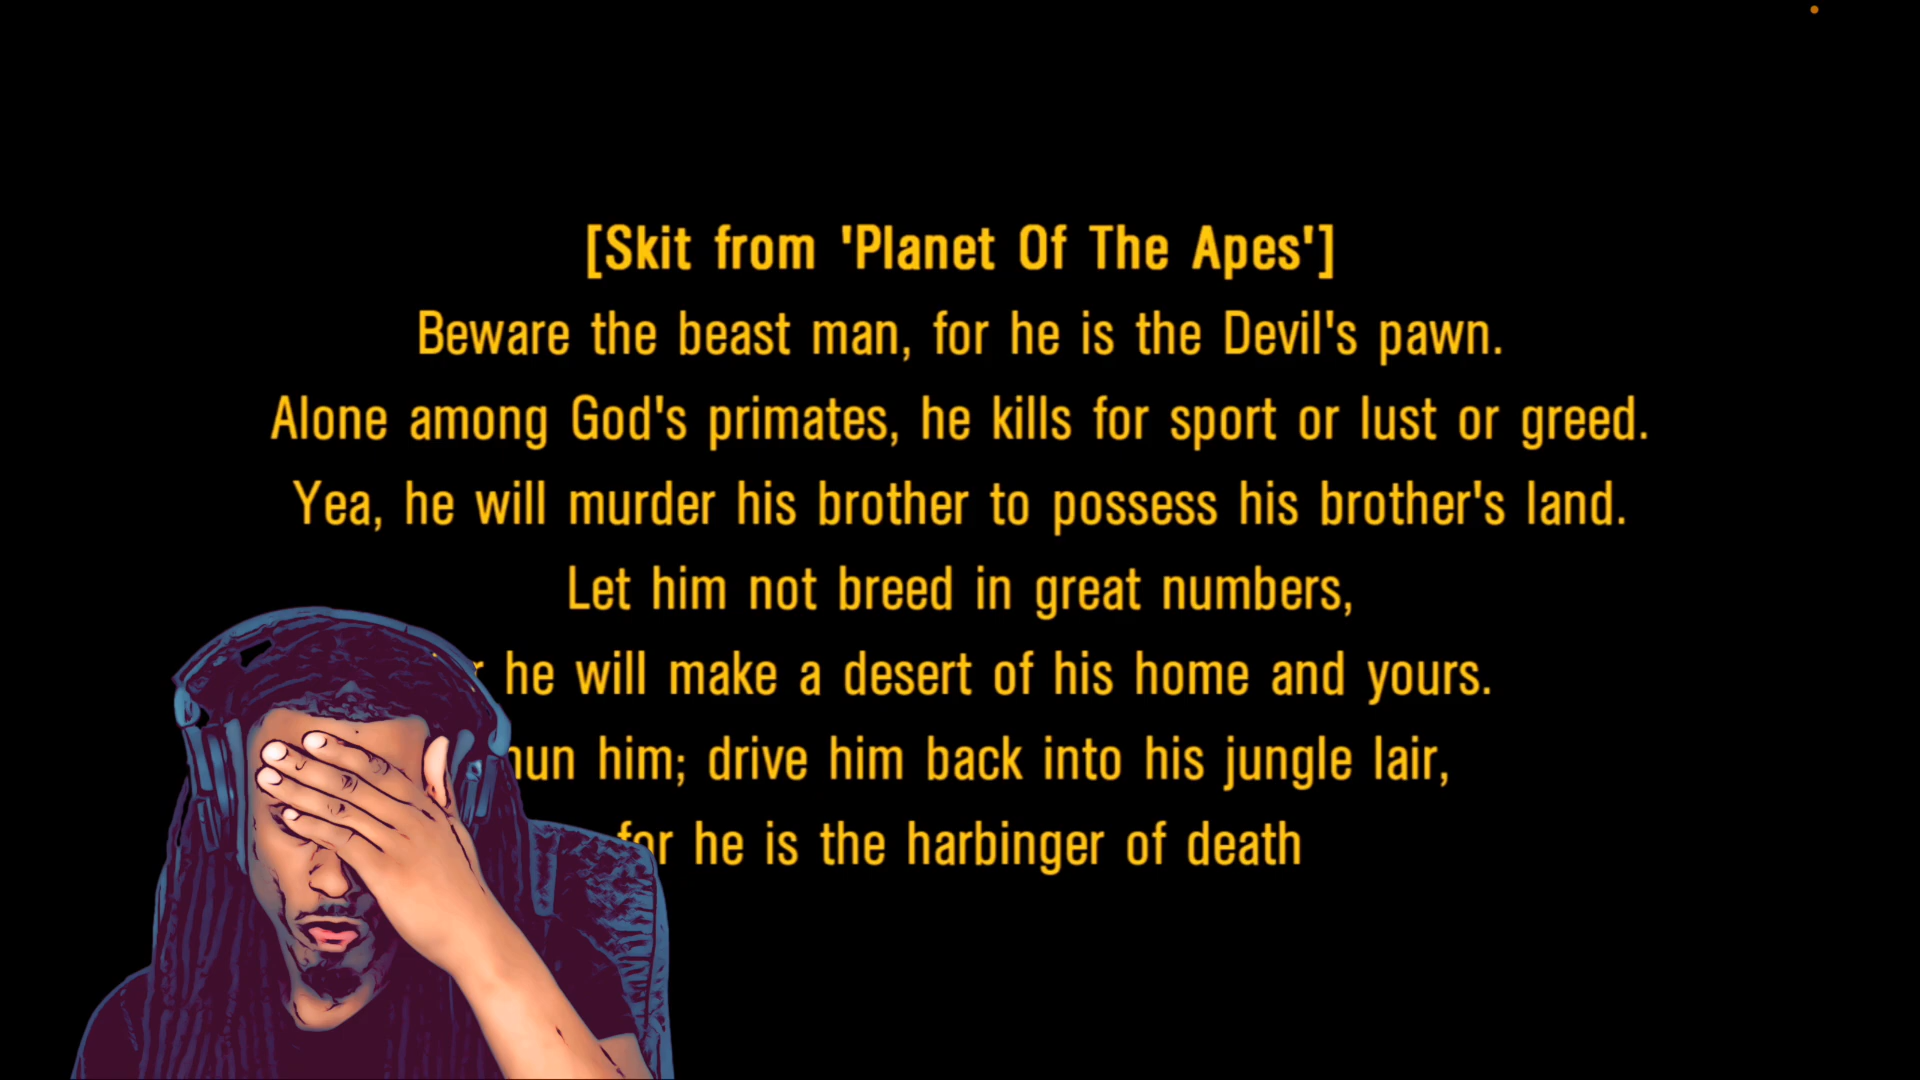 [Skit from 'Planet Of The Apes']
Beware the beast man, for he is the Devil's pawn.
Alone among God's primates, he kills for sport or lust or greed.
Yea, he will murder his brother to possess his brother's land.
Let him not breed in great numbers,
he will make a desert of his home and yours.
him; drive him back into his jungle lair,
for he is the harbinger of death